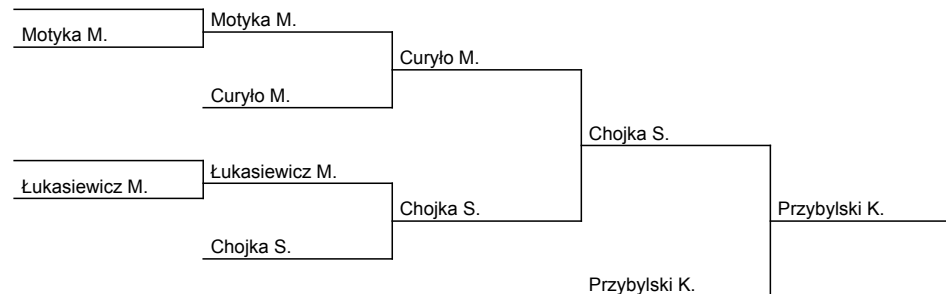 Motyka M.
Motyka M.
Curyło M.
Curyło M.
Chojka S.
Łukasiewicz M.
Łukasiewicz M.
Chojka S.
Przybylski K.
Chojka S.
Przybylski K.